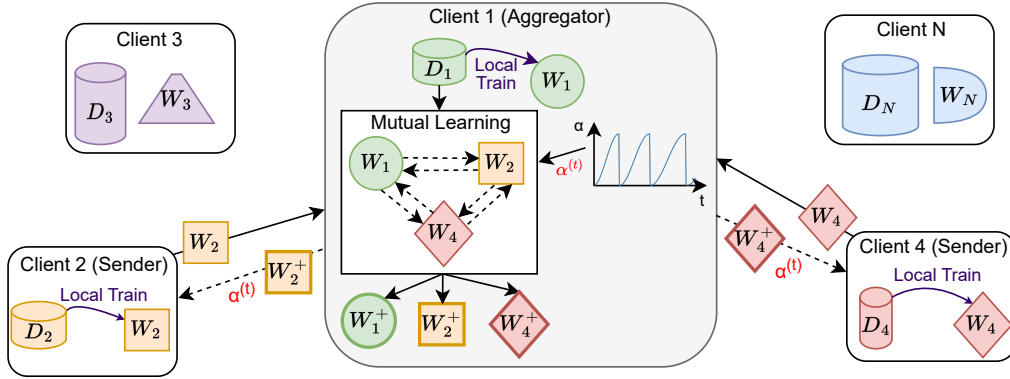 Client 1 (Aggregator)
Client 3
D₃
W₃
D₁
Local
Train
W₁
Client N
D_N
W_N
Mutual Learning
W₁
W₂
W₄
α
α⁽ᵗ⁾
t
W₂
W₂⁺
α⁽ᵗ⁾
W₄
W₄⁺
α⁽ᵗ⁾
Client 2 (Sender)
Local Train
D₂
W₂
W₁⁺
W₂⁺
W₄⁺
Client 4 (Sender)
Local Train
D₄
W₄